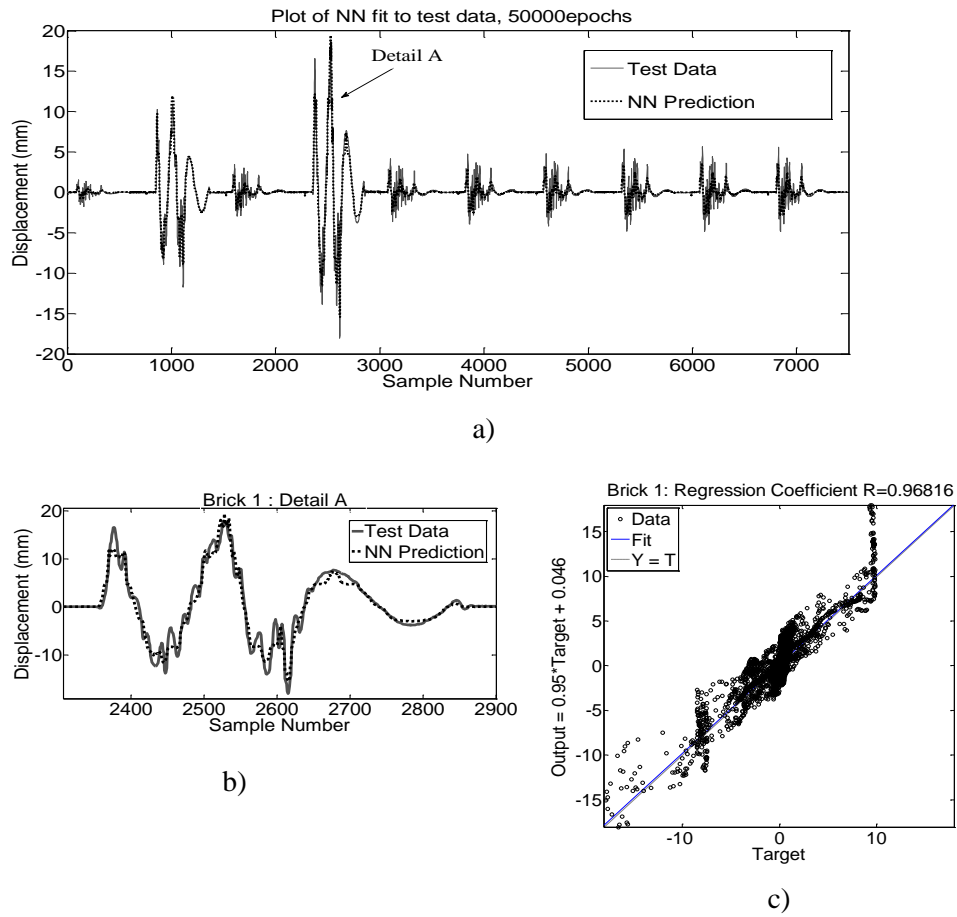 Plot of NN fit to test data, 50000epochs
Displacement (mm)
20
15
10
5
0
-5
-10
-15
-20
Detail A
Test Data
NN Prediction
0 1000 2000 3000 4000 5000 6000 7000
Sample Number
a)
Brick 1 : Detail A
Displacement (mm)
20
10
0
-10
Test Data
NN Prediction
2400 2500 2600 2700 2800 2900
Sample Number
b)
Brick 1: Regression Coefficient R=0.96816
Output = 0.95*Target + 0.046
15
10
5
0
-5
-10
-15
Data
Fit
Y = T
-10 0 10
Target
c)